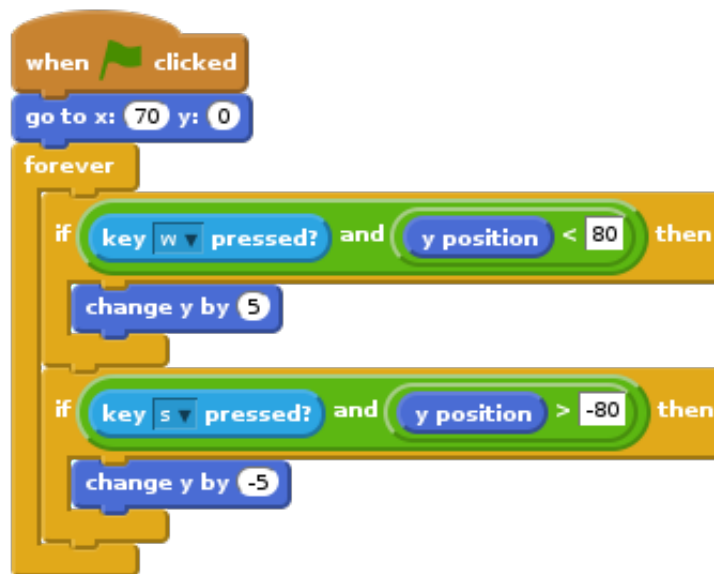 when clicked
go to x: 70 y: 0
forever
if key w pressed? and y position < 80 then
change y by 5
if key s pressed? and y position > -80 then
change y by -5